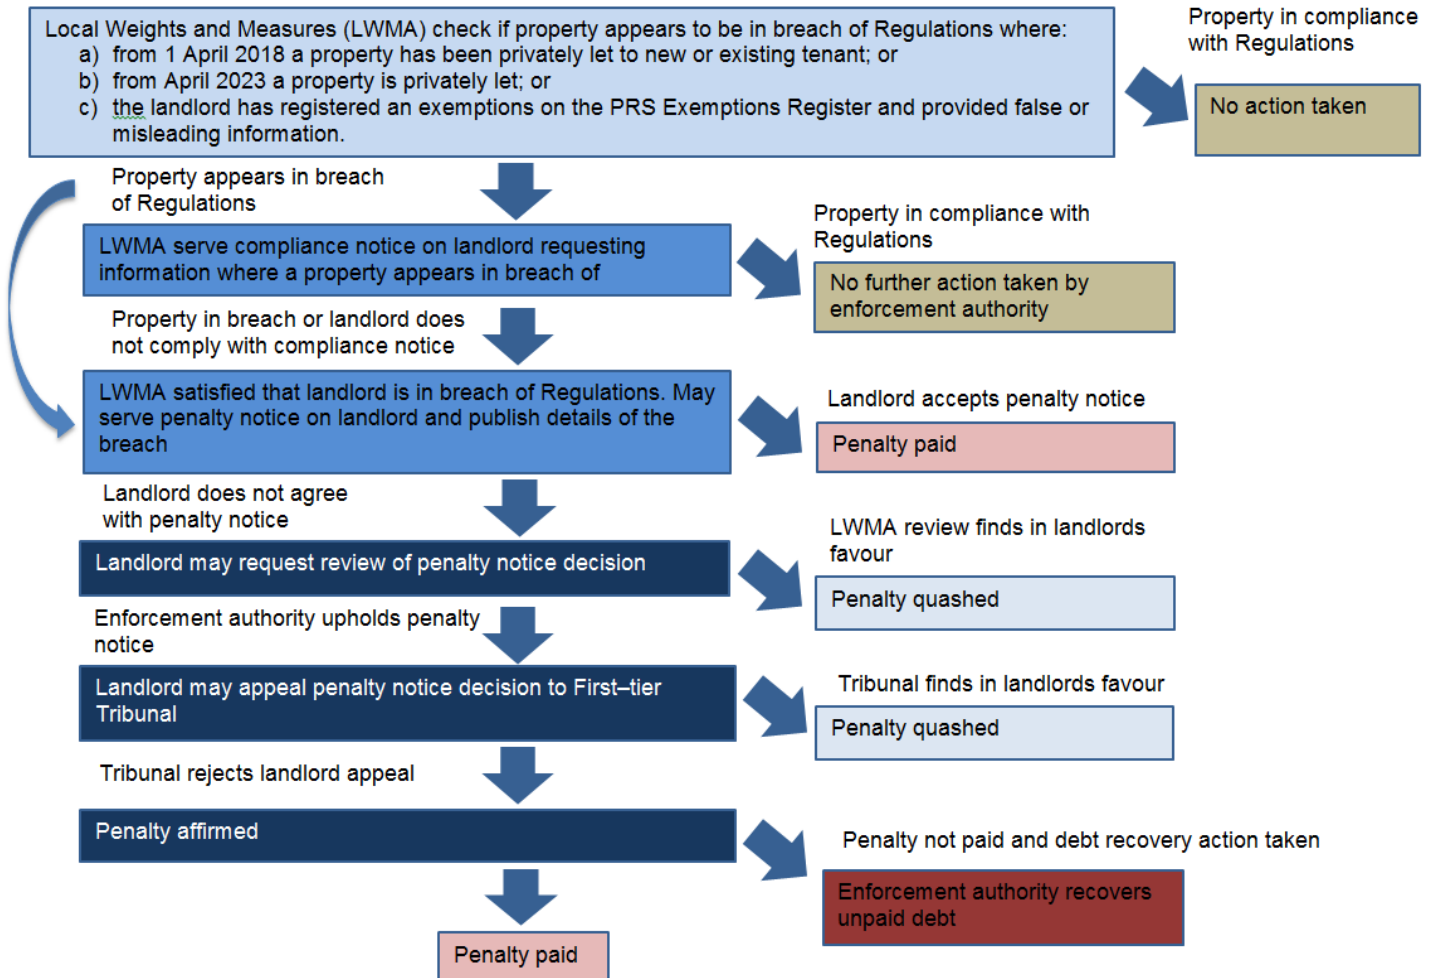 Local Weights and Measures (LWMA) check if property appears to be in breach of Regulations where:
a) from 1 April 2018 a property has been privately let to new or existing tenant; or
b) from April 2023 a property is privately let; or
c) the landlord has registered an exemptions on the PRS Exemptions Register and provided false or
misleading information.
Property in compliance
with Regulations
No action taken
Property appears in breach
of Regulations
LWMA serve compliance notice on landlord requesting
information where a property appears in breach of
Property in compliance with
Regulations
No further action taken by
enforcement authority
Property in breach or landlord does
not comply with compliance notice
LWMA satisfied that landlord is in breach of Regulations. May
serve penalty notice on landlord and publish details of the
breach
Landlord accepts penalty notice
Penalty paid
Landlord does not agree
with penalty notice
Landlord may request review of penalty notice decision
LWMA review finds in landlords
favour
Penalty quashed
Enforcement authority upholds penalty
notice
Landlord may appeal penalty notice decision to First–tier
Tribunal
Tribunal finds in landlords favour
Penalty quashed
Tribunal rejects landlord appeal
Penalty affirmed
Penalty not paid and debt recovery action taken
Enforcement authority recovers
unpaid debt
Penalty paid